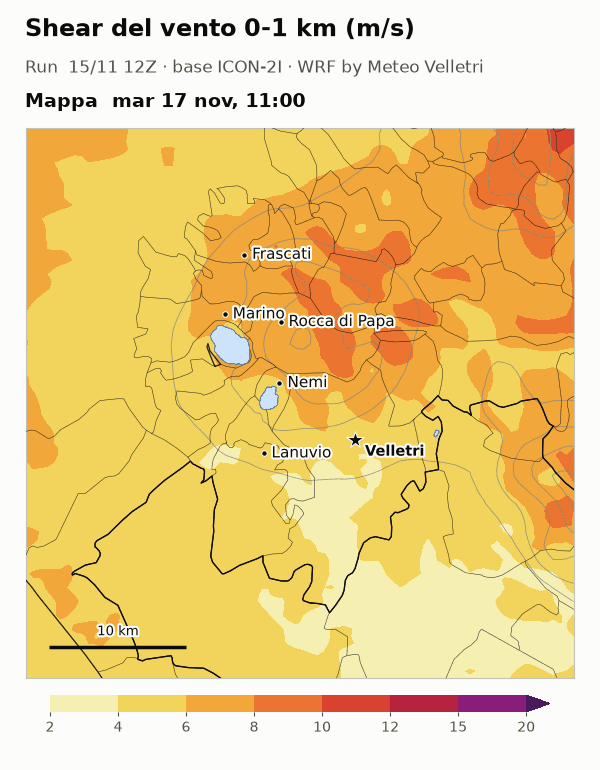 Shear del vento 0-1 km (m/s)
Run  15/11 12Z · base ICON-2I · WRF by Meteo Velletri
Mappa  mar 17 nov, 11:00
Frascati
Marino
Rocca di Papa
Nemi
Velletri
Lanuvio
10 km
2 4 6 8 10 12 15 20